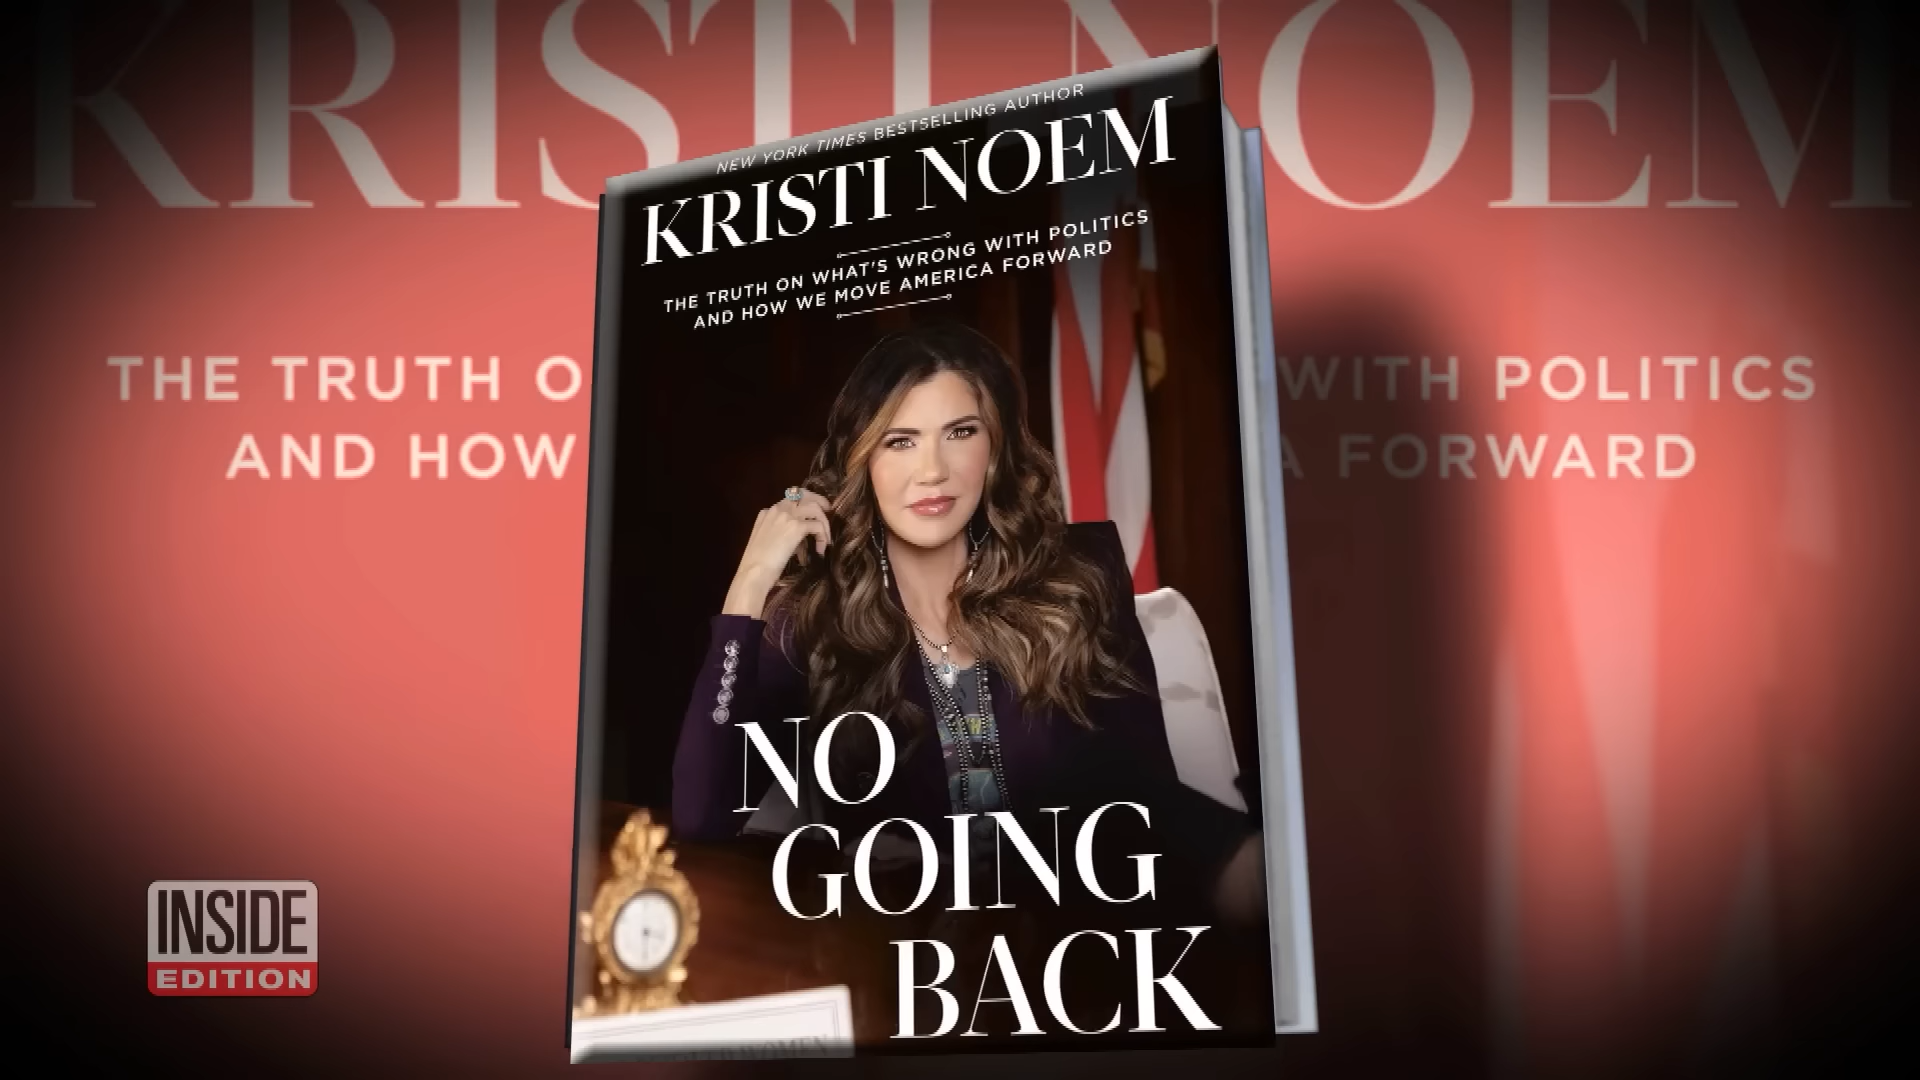 KRISTI NOEM
NEW YORK TIMES BESTSELLING AUTHOR
KRISTI NOEM
THE TRUTH ON WHAT'S WRONG WITH POLITICS
AND HOW WE MOVE AMERICA FORWARD
THE TRUTH O WITH POLITICS
AND HOW A FORWARD
NO
GOING
BACK
INSIDE
EDITION
WOMEN